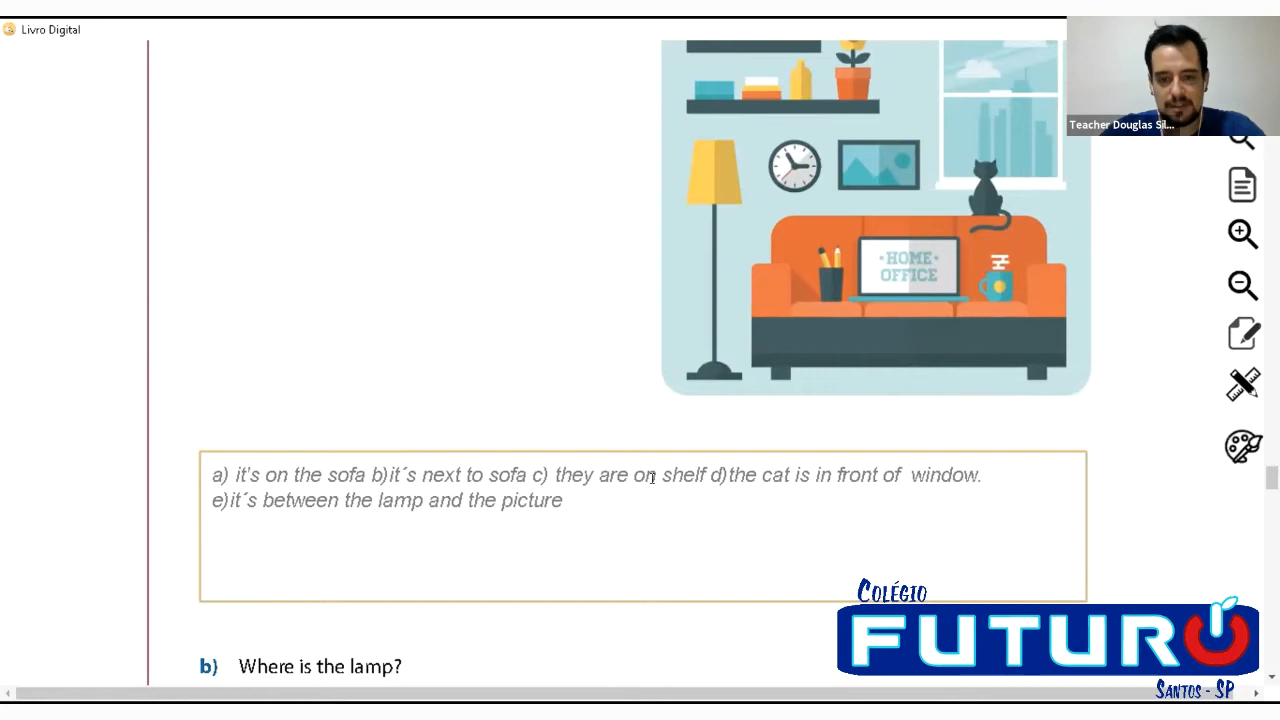 Livro Digital
Teacher Douglas Sil...
HOME
OFFICE
a) it's on the sofa b)it´s next to sofa c) they are on shelf d)the cat is in front of  window.
e)it´s between the lamp and the picture
COLÉGIO
FUTURO
SANTOS - SP
b) Where is the lamp?